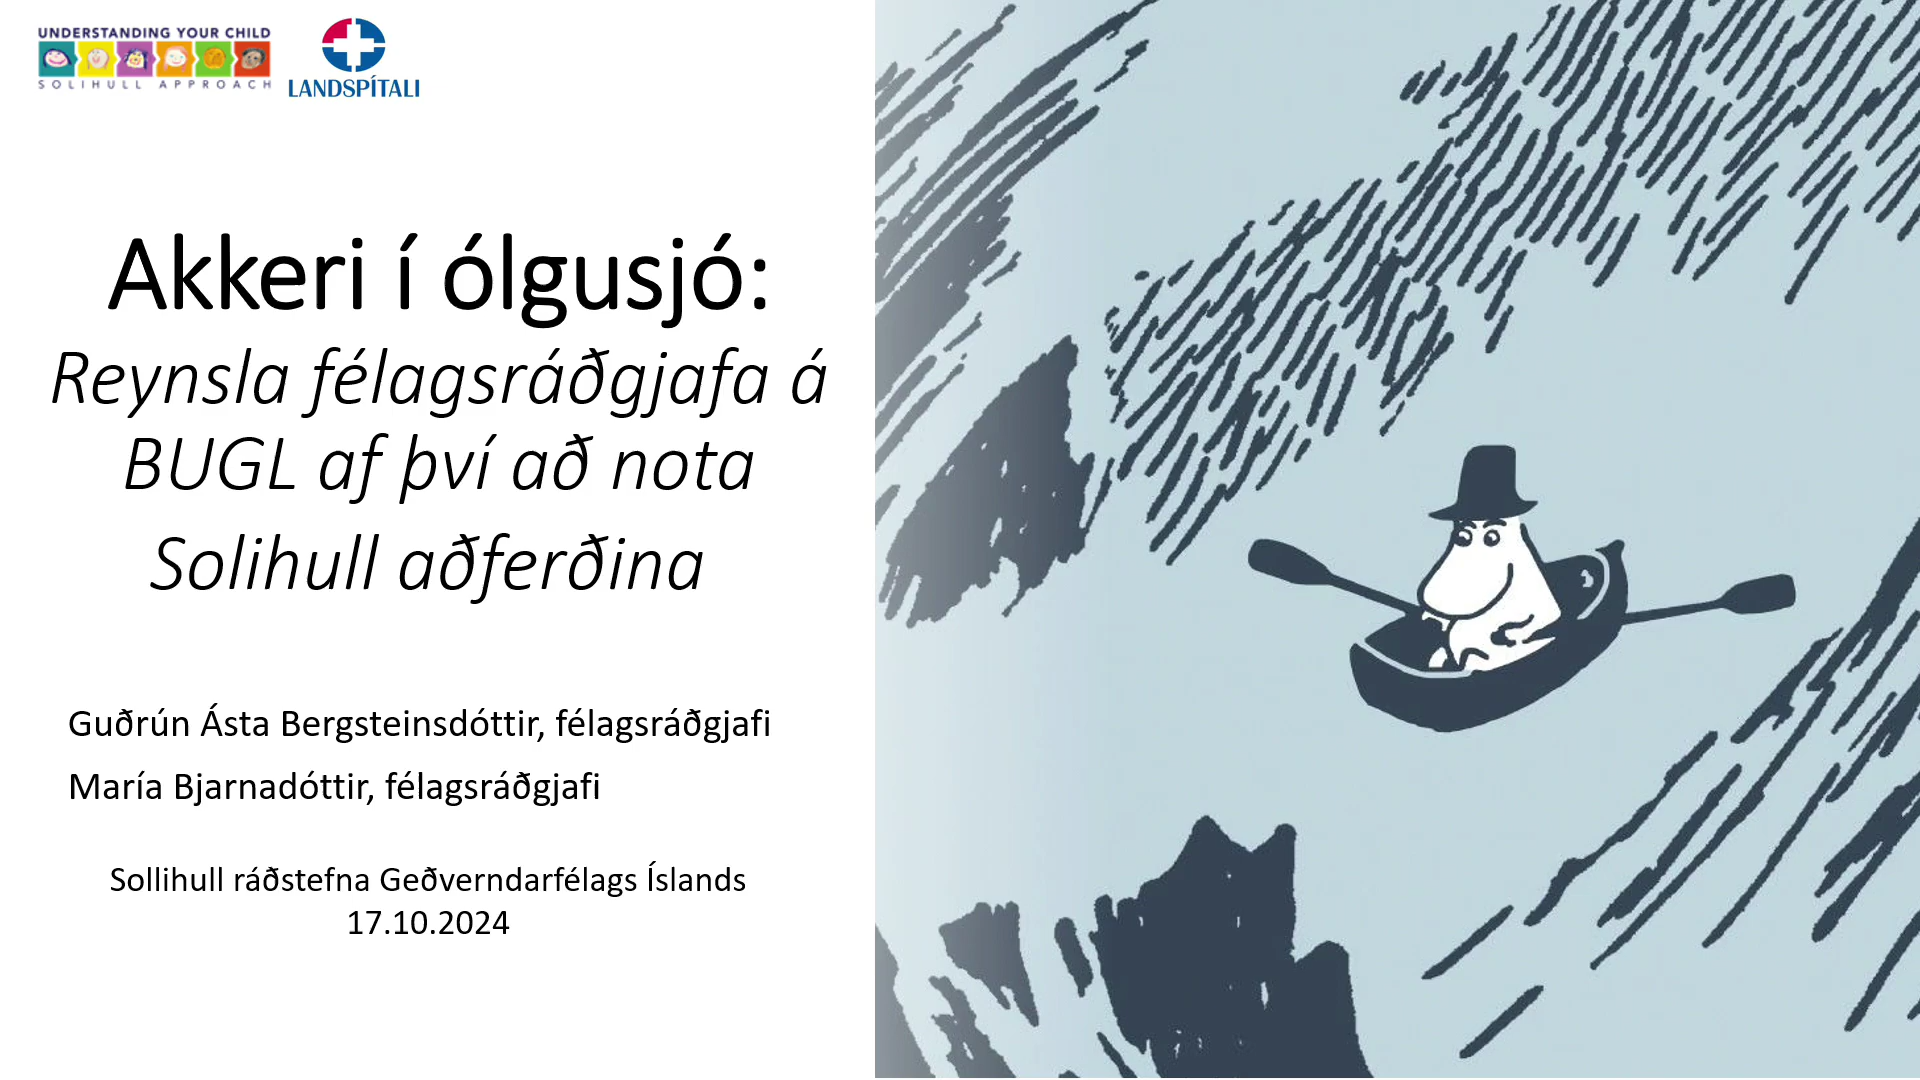 UNDERSTANDING YOUR CHILD
SOLIHULL APPROACH
LANDSPÍTALI
Akkeri í ólgusjó:
Reynsla félagsráðgjafa á
BUGL af því að nota
Solihull aðferðina
Guðrún Ásta Bergsteinsdóttir, félagsráðgjafi
María Bjarnadóttir, félagsráðgjafi
Sollihull ráðstefna Geðverndarfélags Íslands
17.10.2024